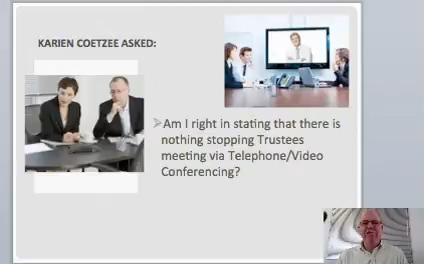 KARIEN COETZEE ASKED:
➢Am I right in stating that there is
nothing stopping Trustees
meeting via Telephone/Video
Conferencing?